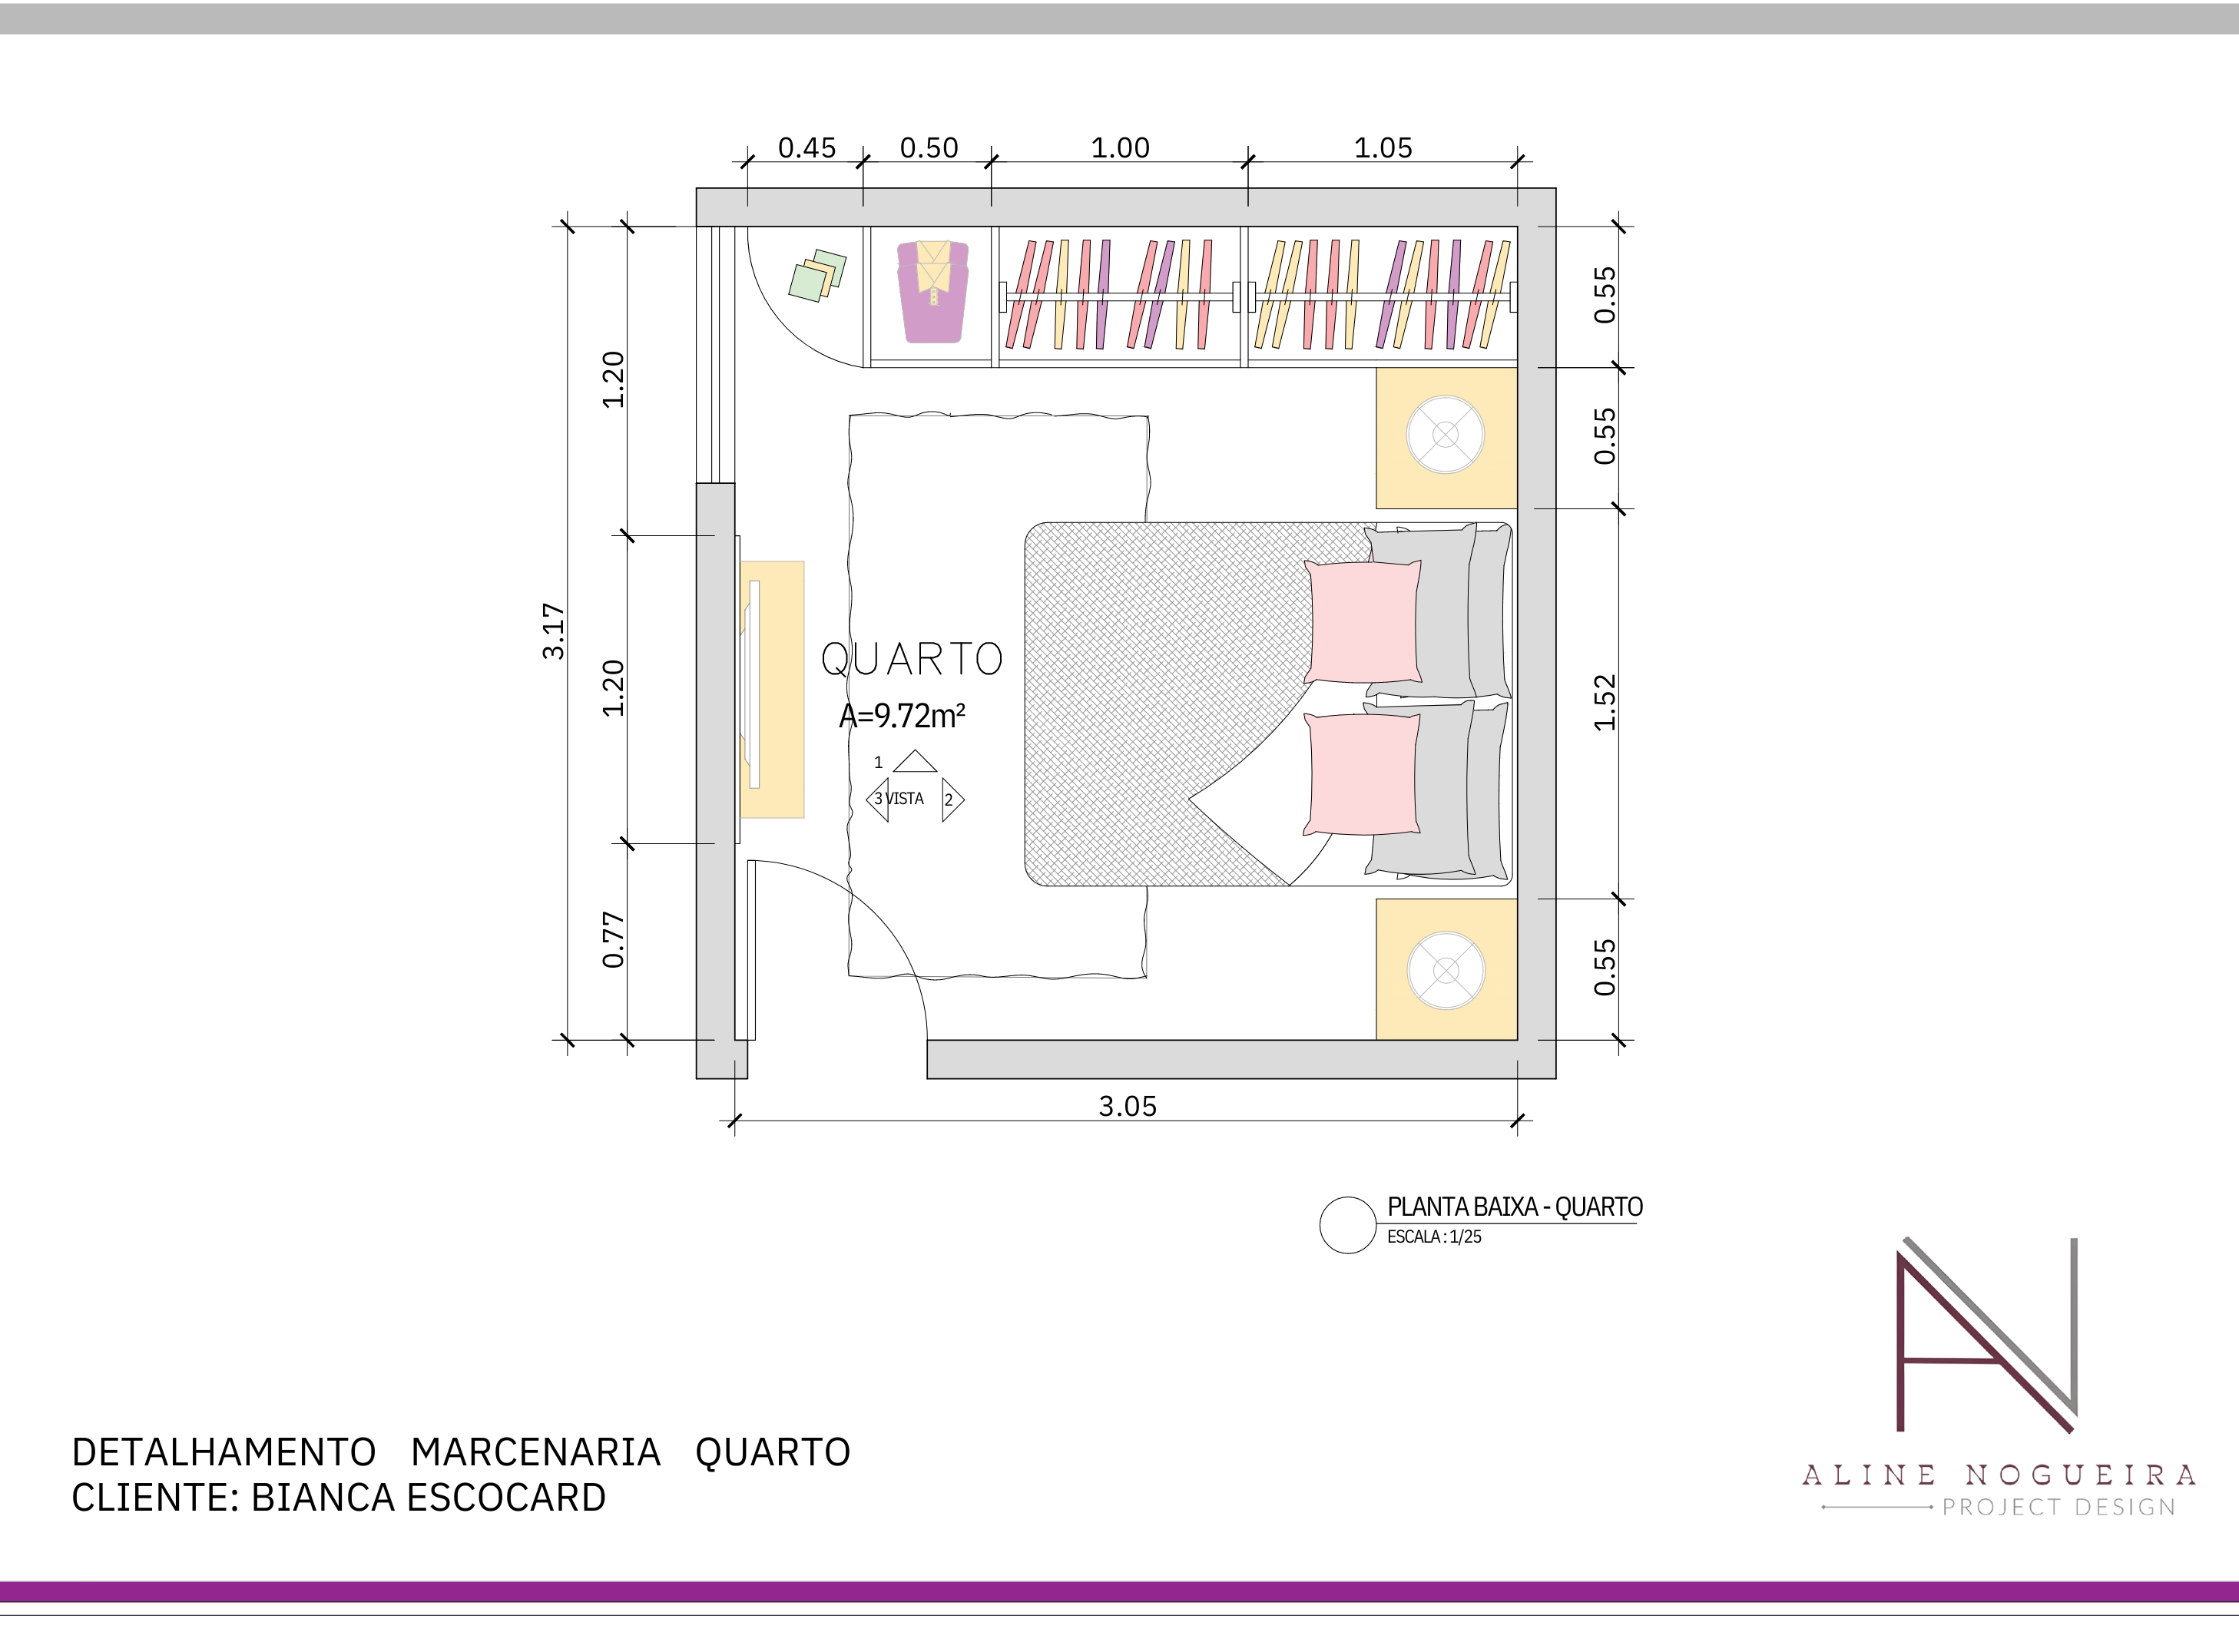 0.45 0.50 1.00 1.05
0.55
1.20
0.55
3.17
1.20
QUARTO
A=9.72m²
1.52
1
3 VISTA 2
0.77
0.55
3.05
PLANTA BAIXA - QUARTO
ESCALA : 1/25
DETALHAMENTO MARCENARIA QUARTO
CLIENTE: BIANCA ESCOCARD
AN
ALINE NOGUEIRA
PROJECT DESIGN